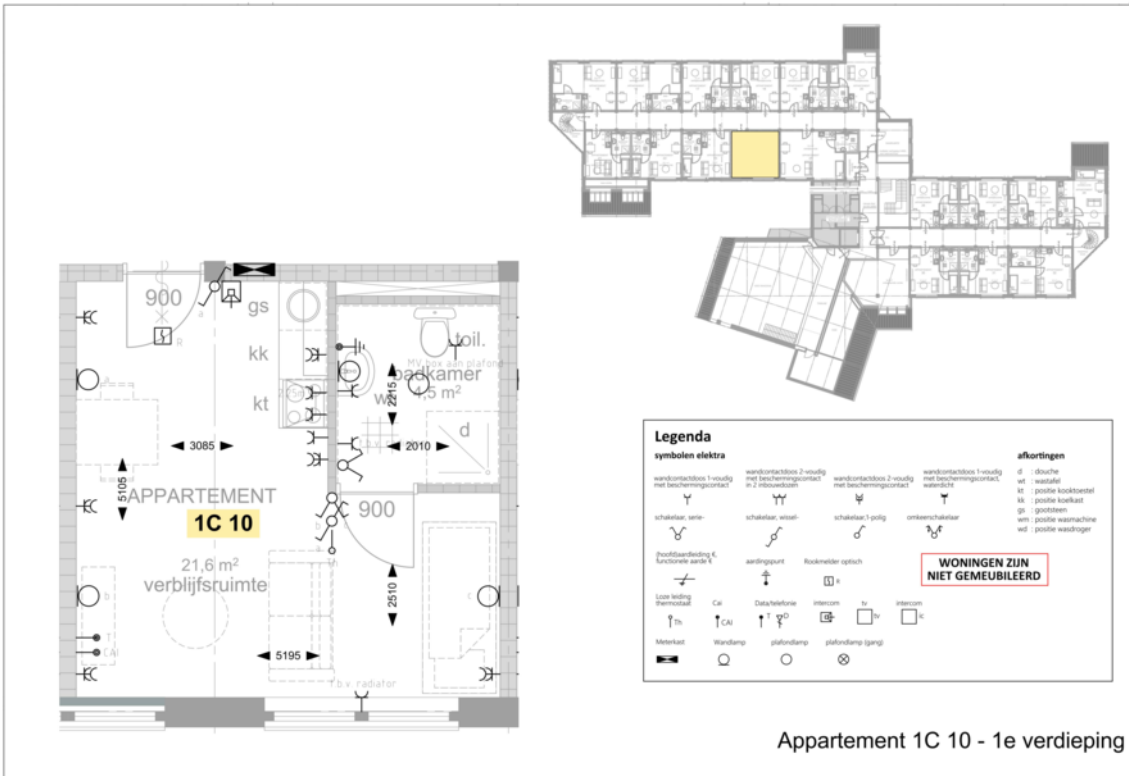 900
a
gs
R
kk
toil.
MV box aan plafond
badkamer
4,5 m²
a
kt
2215
d
3085
2010
5105
APPARTEMENT
1C 10
b
a
900
Th
21,6 m²
verblijfsruimte
b
2510
c
T
CAI
5195
t.b.v. radiator
Legenda
symbolen elektra
afkortingen
wandcontactdoos 1-voudig
met beschermingscontact
wandcontactdoos 2-voudig
met beschermingscontact
in 2 inbouwdozen
wandcontactdoos 2-voudig
met beschermingscontact
wandcontactdoos 1-voudig
met beschermingscontact,
waterdicht
d : douche
wt : wastafel
kt : positie kooktoestel
kk : positie koelkast
gs : gootsteen
wm : positie wasmachine
wd : positie wasdroger
schakelaar, serie-
schakelaar, wissel-
schakelaar,1-polig
omkeerschakelaar
(hoofd)aardleiding €,
functionele aarde €
aardingspunt
Rookmelder optisch
R
WONINGEN ZIJN
NIET GEMEUBILEERD
Loze leiding
thermostaat
Cai
Data/telefonie
intercom
tv
intercom
Th
CAI
T
D
tv
ic
Meterkast
Wandlamp
plafondlamp
plafondlamp (gang)
Appartement 1C 10 - 1e verdieping